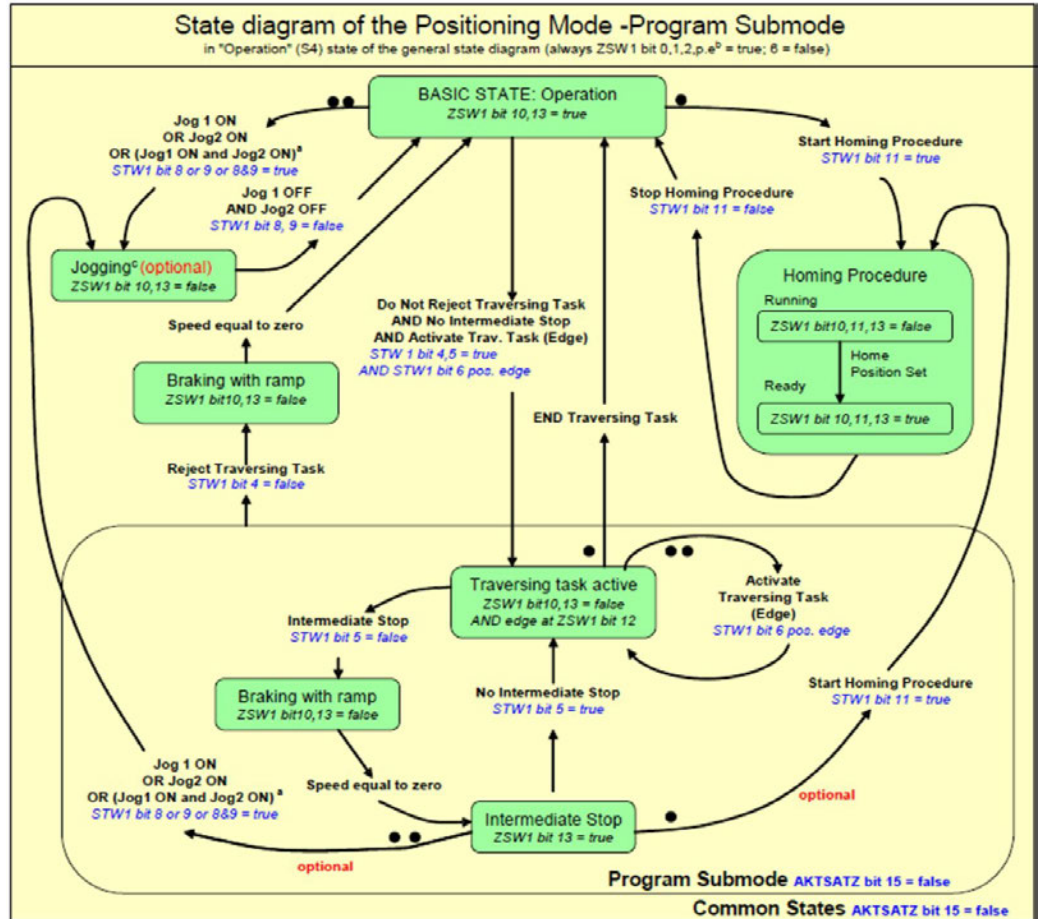 State diagram of the Positioning Mode -Program Submode
in "Operation" (S4) state of the general state diagram (always ZSW1 bit 0,1,2,p.eᵇ = true; 6 = false)
BASIC STATE: Operation
ZSW1 bit 10,13 = true
Jog 1 ON
OR Jog2 ON
OR (Jog1 ON and Jog2 ON)ᵃ
STW1 bit 8 or 9 or 8&9 = true
Start Homing Procedure
STW1 bit 11 = true
Jog 1 OFF
AND Jog2 OFF
STW1 bit 8, 9 = false
Stop Homing Procedure
STW1 bit 11 = false
Joggingᶜ (optional)
ZSW1 bit 10,13 = false
Homing Procedure
Running
ZSW1 bit10,11,13 = false
Home
Position Set
Ready
ZSW1 bit 10,11,13 = true
Speed equal to zero
Do Not Reject Traversing Task
AND No Intermediate Stop
AND Activate Trav. Task (Edge)
STW 1 bit 4,5 = true
AND STW1 bit 6 pos. edge
Braking with ramp
ZSW1 bit10,13 = false
END Traversing Task
Reject Traversing Task
STW1 bit 4 = false
Traversing task active
ZSW1 bit10,13 = false
AND edge at ZSW1 bit 12
Activate
Traversing Task
(Edge)
STW1 bit 6 pos. edge
Intermediate Stop
STW1 bit 5 = false
Braking with ramp
ZSW1 bit10,13 = false
No Intermediate Stop
STW1 bit 5 = true
Start Homing Procedure
STW1 bit 11 = true
Jog 1 ON
OR Jog2 ON
OR (Jog1 ON and Jog2 ON) ᵃ
STW1 bit 8 or 9 or 8&9 = true
Speed equal to zero
optional
Intermediate Stop
ZSW1 bit 13 = true
optional
Program Submode AKTSATZ bit 15 = false
Common States AKTSATZ bit 15 = false